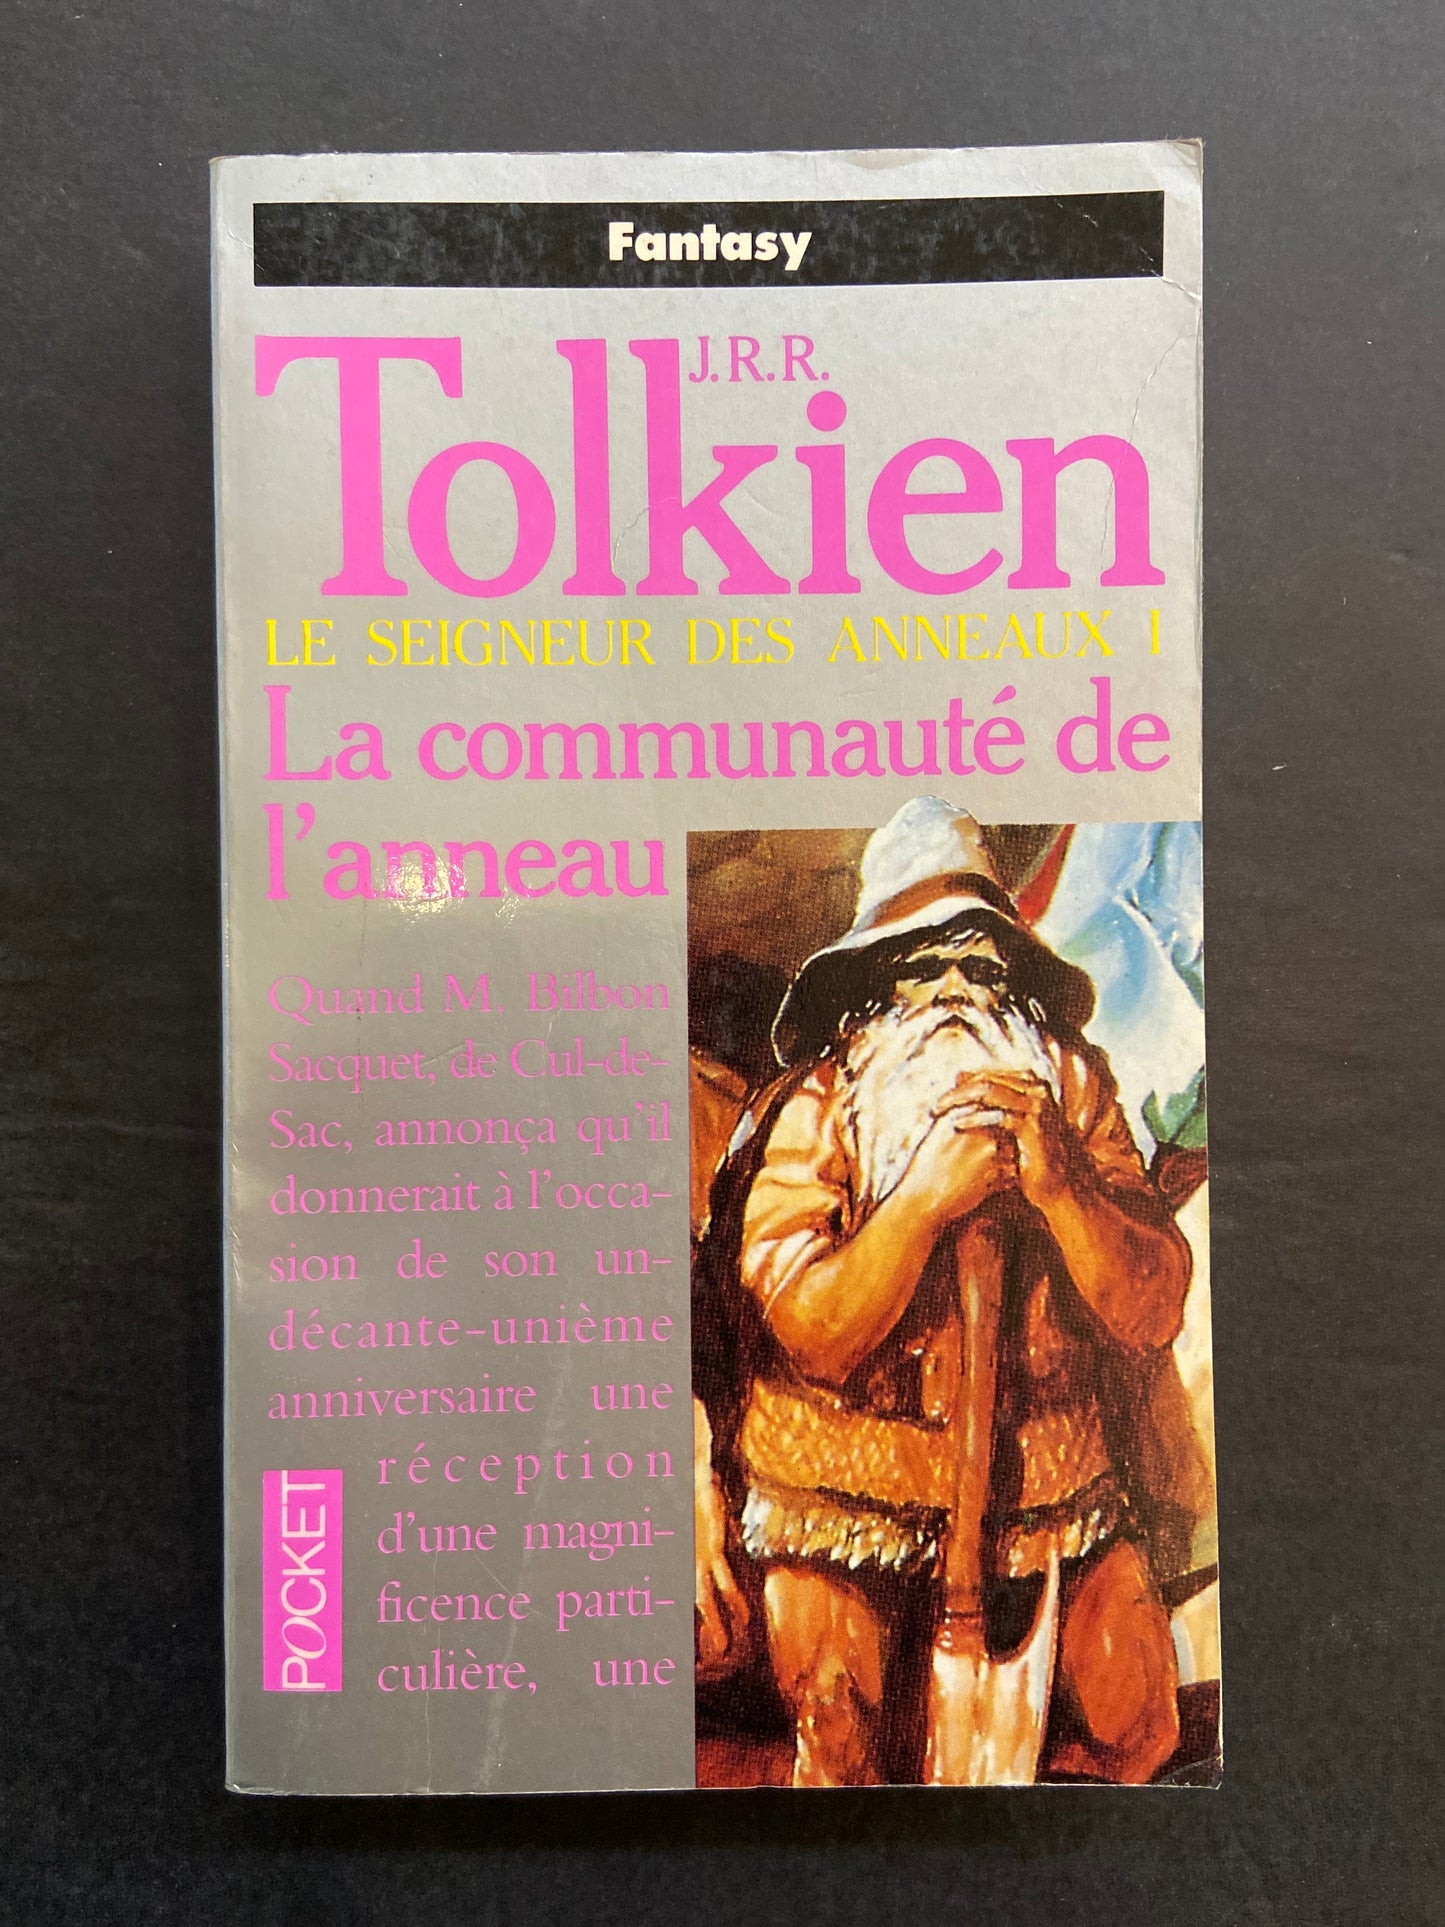 Fantasy
J.R.R.
Tolkien
LE SEIGNEUR DES ANNEAUX I
La communauté de
l'anneau
Quand M. Bilbon
Sacquet, de Cul-de-
Sac, annonça qu'il
donnerait à l'occa-
sion de son un-
décante-unième
anniversaire une
réception
d'une magni-
ficence parti-
culière, une
POCKET